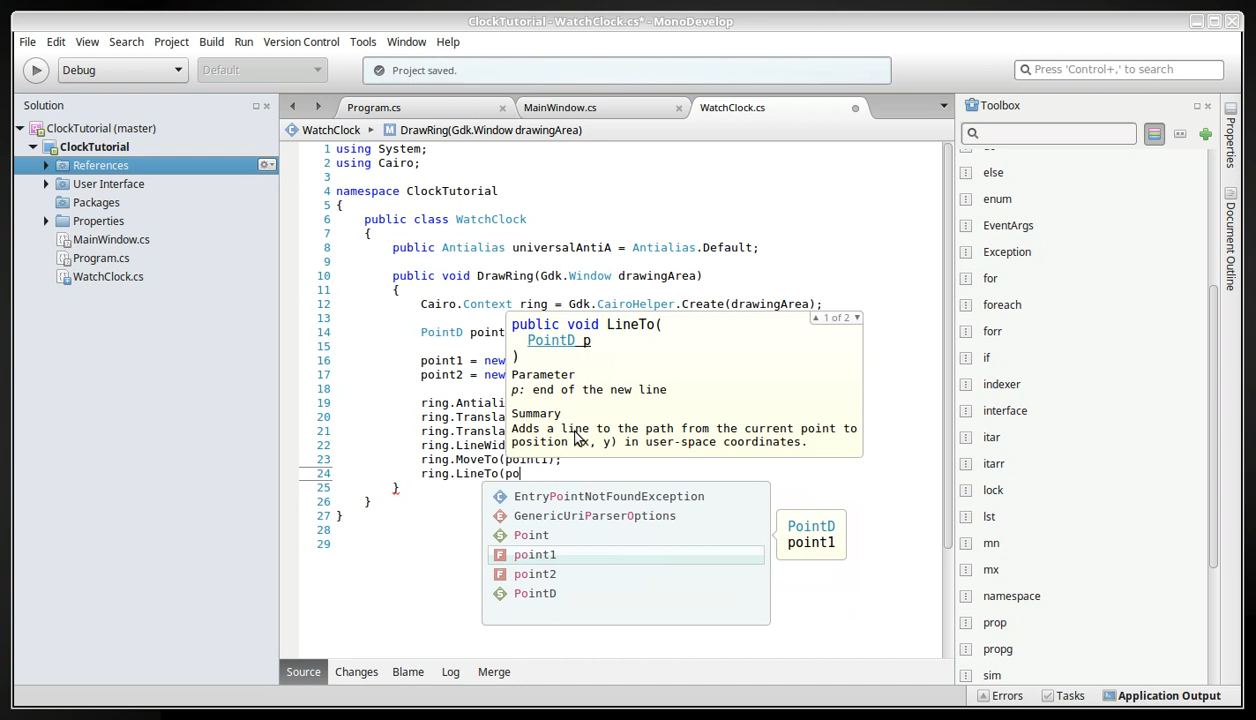 ClockTutorial - WatchClock.cs* - MonoDevelop
File Edit View Search Project Build Run Version Control Tools Window Help
Debug Default Project saved. Press 'Control+,' to search
Solution
ClockTutorial (master)
ClockTutorial
References
User Interface
Packages
Properties
MainWindow.cs
Program.cs
WatchClock.cs
Program.cs MainWindow.cs WatchClock.cs
WatchClock DrawRing(Gdk.Window drawingArea)
1 using System;
2 using Cairo;
3
4 namespace ClockTutorial
5 {
6 public class WatchClock
7 {
8 public Antialias universalAntiA = Antialias.Default;
9
10 public void DrawRing(Gdk.Window drawingArea)
11 {
12 Cairo.Context ring = Gdk.CairoHelper.Create(drawingArea);
13
14 PointD point
15
16 point1 = new
17 point2 = new
18
19 ring.Antiali
20 ring.Transla
21 ring.Transla
22 ring.LineWid
23 ring.MoveTo(point1);
24 ring.LineTo(po
25 }
26 }
27 }
28
29
1 of 2
public void LineTo(
PointD p
)
Parameter
p: end of the new line
Summary
Adds a line to the path from the current point to
position (x, y) in user-space coordinates.
EntryPointNotFoundException
GenericUriParserOptions
Point
point1
point2
PointD
PointD
point1
Source Changes Blame Log Merge
Toolbox
else
enum
EventArgs
Exception
for
foreach
forr
if
indexer
interface
itar
itarr
lock
lst
mn
mx
namespace
prop
propg
sim
Properties
Document Outline
Errors Tasks Application Output